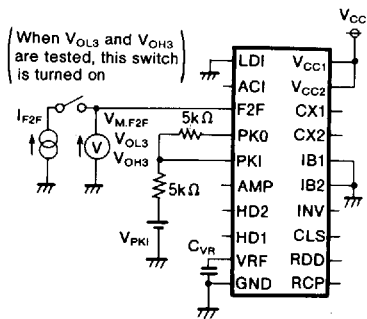 (When VOL3 and VOH3
are tested, this switch
is turned on)
VCC
IF2F
V
VM.F2F
VOL3
VOH3
5kΩ
5kΩ
VPKI
CVR
LDI
ACI
F2F
PK0
PKI
AMP
HD2
HD1
VRF
GND
VCC1
VCC2
CX1
CX2
IB1
IB2
INV
CLS
RDD
RCP